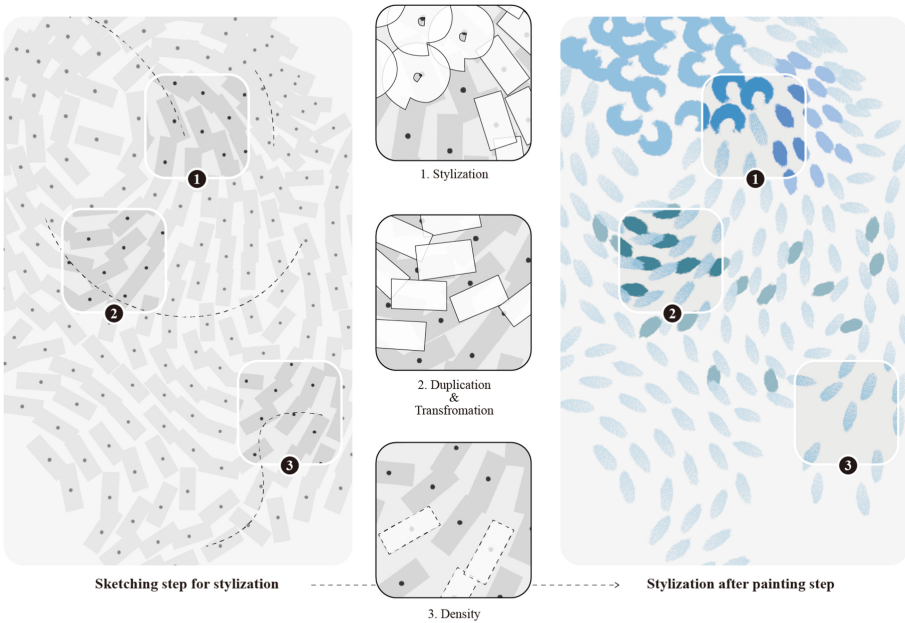 1
2
3
Sketching step for stylization
1. Stylization
2. Duplication
&
Transfromation
3. Density
1
2
3
Stylization after painting step